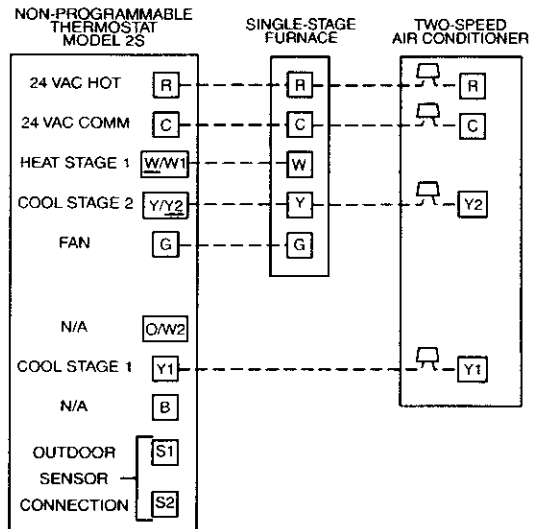 NON-PROGRAMMABLE
THERMOSTAT
MODEL 2S
SINGLE-STAGE
FURNACE
TWO-SPEED
AIR CONDITIONER
24 VAC HOT R R R
24 VAC COMM C C C
HEAT STAGE 1 W/W1 W
COOL STAGE 2 Y/Y2 Y Y2
FAN G G
N/A O/W2
COOL STAGE 1 Y1 Y1
N/A B
OUTDOOR S1
SENSOR
CONNECTION S2